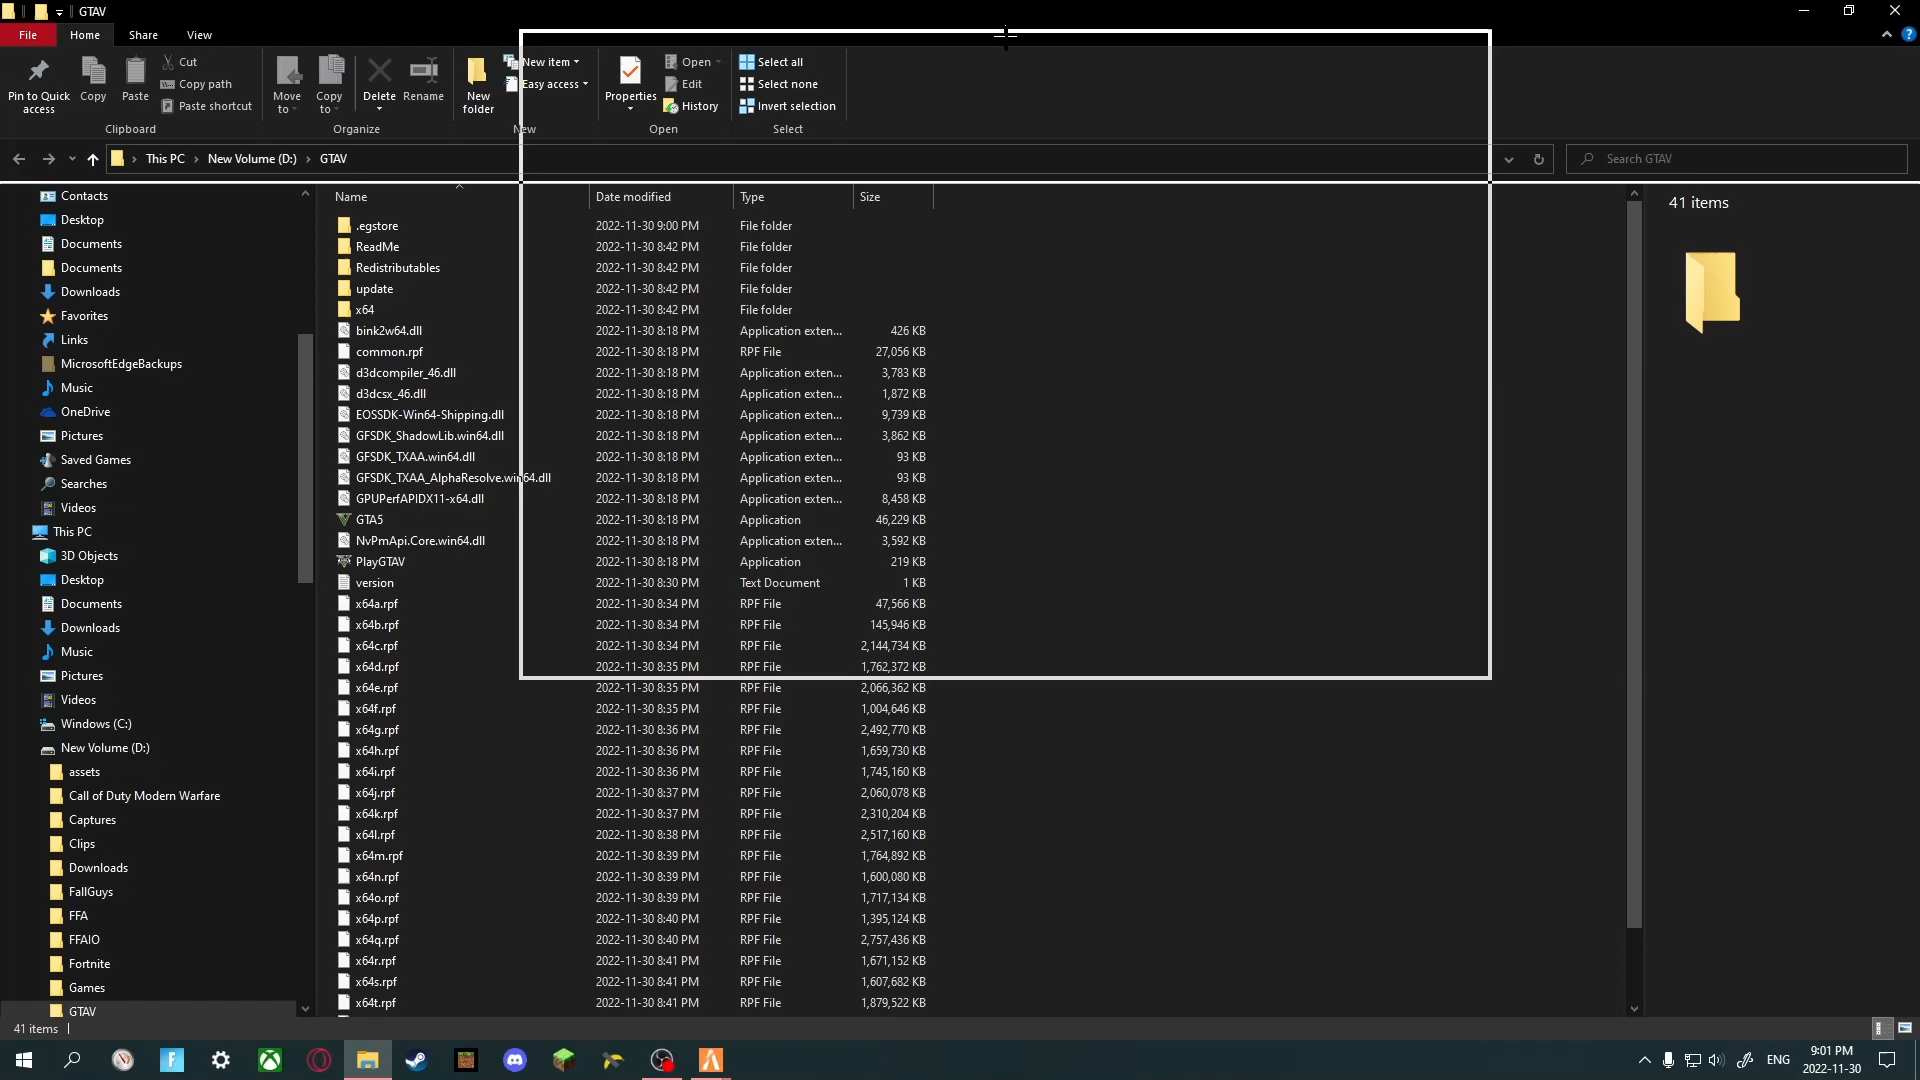 GTAV
File Home Share View
Pin to Quick access
Copy
Paste
Cut
Copy path
Paste shortcut
Clipboard
Move to
Copy to
Delete
Rename
Organize
New folder
New item
Easy access
New
Properties
Open
Edit
History
Open
Select all
Select none
Invert selection
Select
This PC > New Volume (D:) > GTAV
Search GTAV
Contacts
Desktop
Documents
Documents
Downloads
Favorites
Links
MicrosoftEdgeBackups
Music
OneDrive
Pictures
Saved Games
Searches
Videos
This PC
3D Objects
Desktop
Documents
Downloads
Music
Pictures
Videos
Windows (C:)
New Volume (D:)
assets
Call of Duty Modern Warfare
Captures
Clips
Downloads
FallGuys
FFA
FFAIO
Fortnite
Games
GTAV
Name Date modified Type Size
.egstore 2022-11-30 9:00 PM File folder
ReadMe 2022-11-30 8:42 PM File folder
Redistributables 2022-11-30 8:42 PM File folder
update 2022-11-30 8:42 PM File folder
x64 2022-11-30 8:42 PM File folder
bink2w64.dll 2022-11-30 8:18 PM Application exten... 426 KB
common.rpf 2022-11-30 8:18 PM RPF File 27,056 KB
d3dcompiler_46.dll 2022-11-30 8:18 PM Application exten... 3,783 KB
d3dcsx_46.dll 2022-11-30 8:18 PM Application exten... 1,872 KB
EOSSDK-Win64-Shipping.dll 2022-11-30 8:18 PM Application exten... 9,739 KB
GFSDK_ShadowLib.win64.dll 2022-11-30 8:18 PM Application exten... 3,862 KB
GFSDK_TXAA.win64.dll 2022-11-30 8:18 PM Application exten... 93 KB
GFSDK_TXAA_AlphaResolve.win64.dll 2022-11-30 8:18 PM Application exten... 93 KB
GPUPerfAPIDX11-x64.dll 2022-11-30 8:18 PM Application exten... 8,458 KB
GTA5 2022-11-30 8:18 PM Application 46,229 KB
NvPmApi.Core.win64.dll 2022-11-30 8:18 PM Application exten... 3,592 KB
PlayGTAV 2022-11-30 8:18 PM Application 219 KB
version 2022-11-30 8:30 PM Text Document 1 KB
x64a.rpf 2022-11-30 8:34 PM RPF File 47,566 KB
x64b.rpf 2022-11-30 8:34 PM RPF File 145,946 KB
x64c.rpf 2022-11-30 8:34 PM RPF File 2,144,734 KB
x64d.rpf 2022-11-30 8:35 PM RPF File 1,762,372 KB
x64e.rpf 2022-11-30 8:35 PM RPF File 2,066,362 KB
x64f.rpf 2022-11-30 8:35 PM RPF File 1,004,646 KB
x64g.rpf 2022-11-30 8:36 PM RPF File 2,492,770 KB
x64h.rpf 2022-11-30 8:36 PM RPF File 1,659,730 KB
x64i.rpf 2022-11-30 8:36 PM RPF File 1,745,160 KB
x64j.rpf 2022-11-30 8:37 PM RPF File 2,060,078 KB
x64k.rpf 2022-11-30 8:37 PM RPF File 2,310,204 KB
x64l.rpf 2022-11-30 8:38 PM RPF File 2,517,160 KB
x64m.rpf 2022-11-30 8:39 PM RPF File 1,764,892 KB
x64n.rpf 2022-11-30 8:39 PM RPF File 1,600,080 KB
x64o.rpf 2022-11-30 8:39 PM RPF File 1,717,134 KB
x64p.rpf 2022-11-30 8:40 PM RPF File 1,395,124 KB
x64q.rpf 2022-11-30 8:40 PM RPF File 2,757,436 KB
x64r.rpf 2022-11-30 8:41 PM RPF File 1,671,152 KB
x64s.rpf 2022-11-30 8:41 PM RPF File 1,607,682 KB
x64t.rpf 2022-11-30 8:41 PM RPF File 1,879,522 KB
41 items
41 items
ENG
9:01 PM
2022-11-30